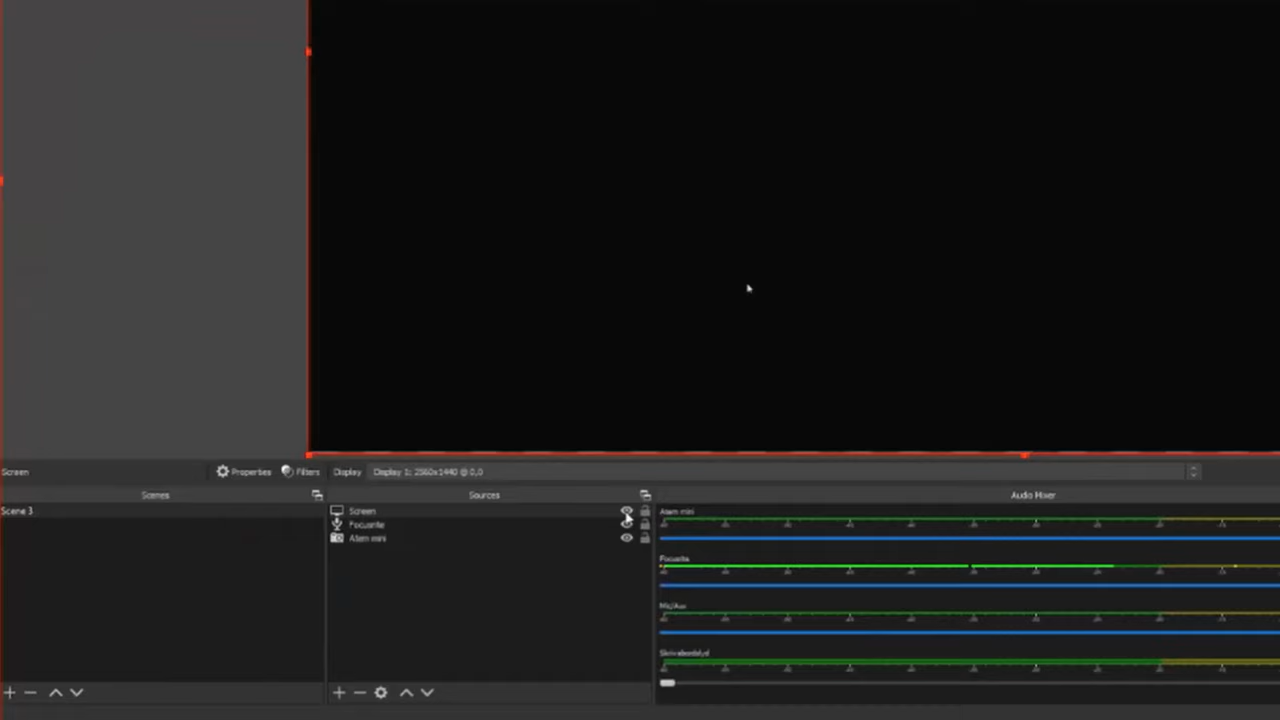 Screen Properties Filters Display Display 1: 2560x1440 @ 0,0
Scenes Sources Audio Mixer
Scene 3
Screen
Focusrite
Atem mini
Atem mini
Focusrite
Mic/Aux
Skrivebordslyd